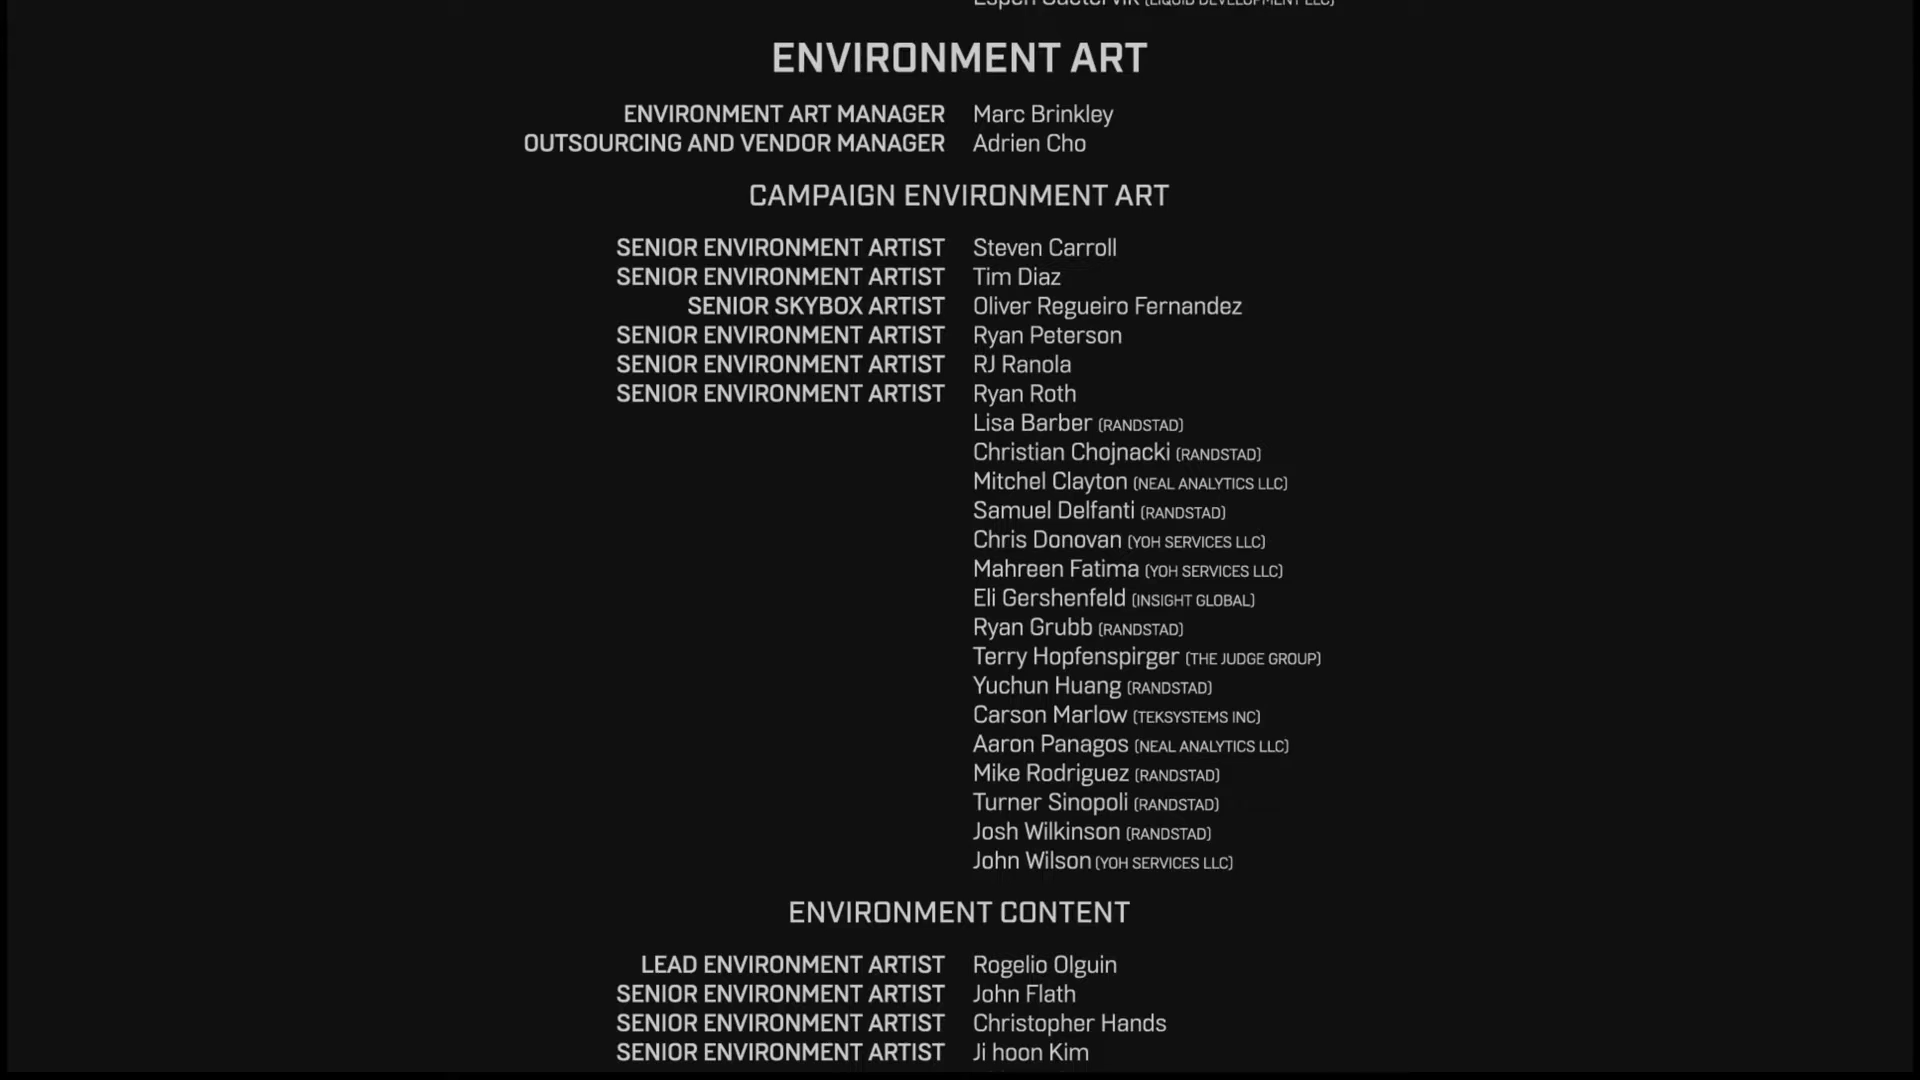 (LIQUID DEVELOPMENT LLC)
ENVIRONMENT ART
ENVIRONMENT ART MANAGER Marc Brinkley
OUTSOURCING AND VENDOR MANAGER Adrien Cho
CAMPAIGN ENVIRONMENT ART
SENIOR ENVIRONMENT ARTIST Steven Carroll
SENIOR ENVIRONMENT ARTIST Tim Diaz
SENIOR SKYBOX ARTIST Oliver Regueiro Fernandez
SENIOR ENVIRONMENT ARTIST Ryan Peterson
SENIOR ENVIRONMENT ARTIST RJ Ranola
SENIOR ENVIRONMENT ARTIST Ryan Roth
Lisa Barber (RANDSTAD)
Christian Chojnacki (RANDSTAD)
Mitchel Clayton (NEAL ANALYTICS LLC)
Samuel Delfanti (RANDSTAD)
Chris Donovan (YOH SERVICES LLC)
Mahreen Fatima (YOH SERVICES LLC)
Eli Gershenfeld (INSIGHT GLOBAL)
Ryan Grubb (RANDSTAD)
Terry Hopfenspirger (THE JUDGE GROUP)
Yuchun Huang (RANDSTAD)
Carson Marlow (TEKSYSTEMS INC)
Aaron Panagos (NEAL ANALYTICS LLC)
Mike Rodriguez (RANDSTAD)
Turner Sinopoli (RANDSTAD)
Josh Wilkinson (RANDSTAD)
John Wilson (YOH SERVICES LLC)
ENVIRONMENT CONTENT
LEAD ENVIRONMENT ARTIST Rogelio Olguin
SENIOR ENVIRONMENT ARTIST John Flath
SENIOR ENVIRONMENT ARTIST Christopher Hands
SENIOR ENVIRONMENT ARTIST Ji hoon Kim